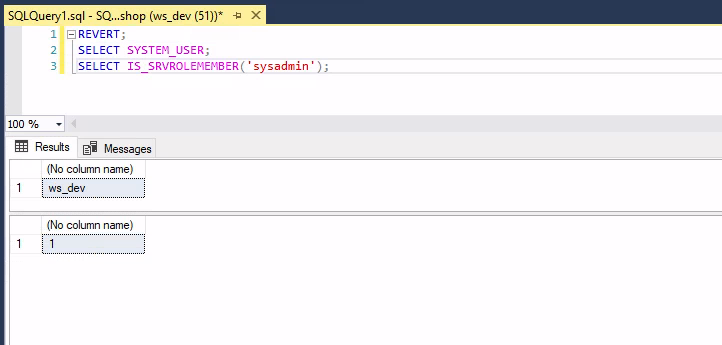 SQLQuery1.sql - SQ...shop (ws_dev (51))*
1 REVERT;
2 SELECT SYSTEM_USER;
3 SELECT IS_SRVROLEMEMBER('sysadmin');
100 %
Results Messages
(No column name)
1 ws_dev
(No column name)
1 1